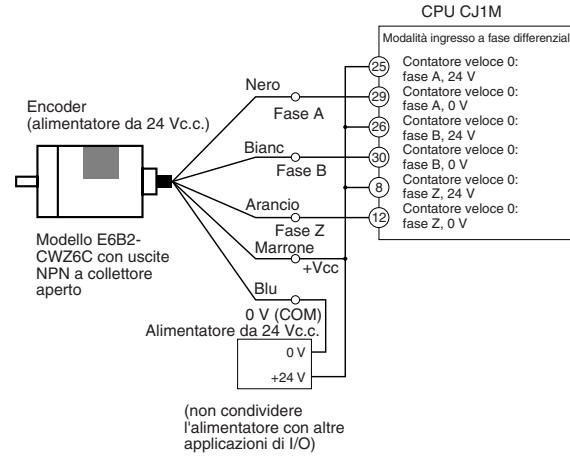 CPU CJ1M
Modalità ingresso a fase differenzial
25
Contatore veloce 0:
fase A, 24 V
Nero
29
Contatore veloce 0:
fase A, 0 V
Fase A
Encoder
(alimentatore da 24 Vc.c.)
26
Contatore veloce 0:
fase B, 24 V
Bianc
30
Contatore veloce 0:
fase B, 0 V
Fase B
8
Contatore veloce 0:
fase Z, 24 V
Arancio
12
Contatore veloce 0:
fase Z, 0 V
Fase Z
Modello E6B2-
CWZ6C con uscite
NPN a collettore
aperto
Marrone
+Vcc
Blu
0 V (COM)
Alimentatore da 24 Vc.c.
0 V
+24 V
(non condividere
l'alimentatore con altre
applicazioni di I/O)